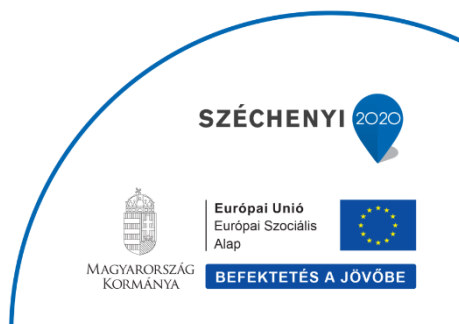 SZÉCHENYI 2020
Európai Unió
Európai Szociális
Alap
MAGYARORSZÁG
KORMÁNYA
BEFEKTETÉS A JÖVŐBE